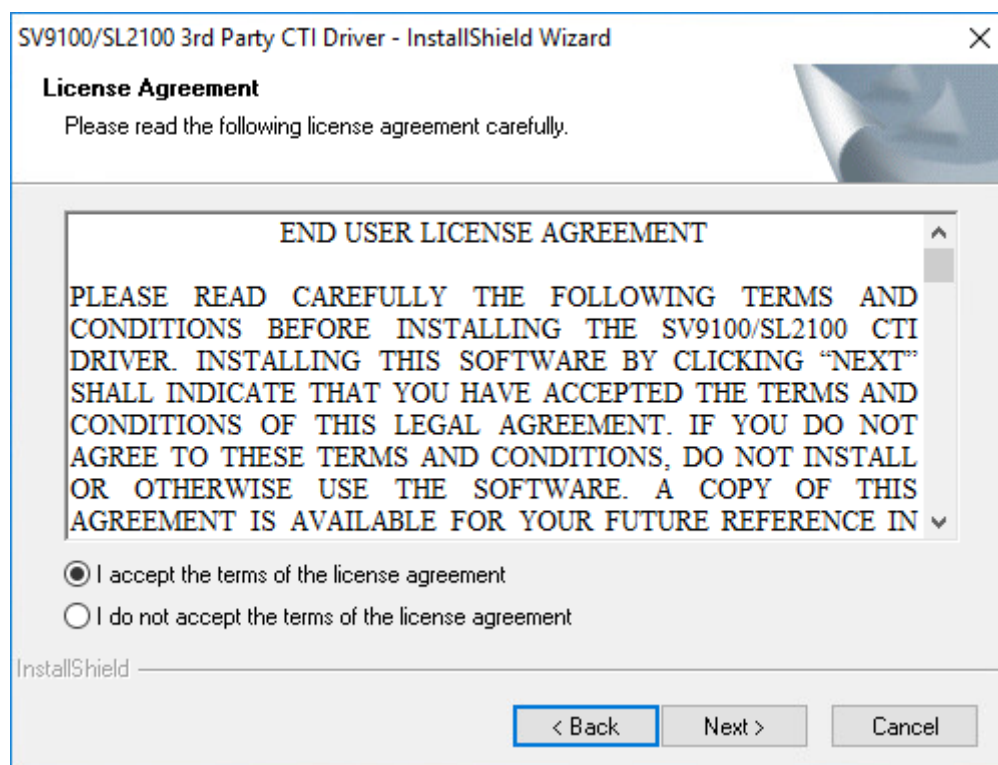 SV9100/SL2100 3rd Party CTI Driver - InstallShield Wizard
License Agreement
Please read the following license agreement carefully.
END USER LICENSE AGREEMENT
PLEASE READ CAREFULLY THE FOLLOWING TERMS AND
CONDITIONS BEFORE INSTALLING THE SV9100/SL2100 CTI
DRIVER. INSTALLING THIS SOFTWARE BY CLICKING “NEXT”
SHALL INDICATE THAT YOU HAVE ACCEPTED THE TERMS AND
CONDITIONS OF THIS LEGAL AGREEMENT. IF YOU DO NOT
AGREE TO THESE TERMS AND CONDITIONS, DO NOT INSTALL
OR OTHERWISE USE THE SOFTWARE. A COPY OF THIS
AGREEMENT IS AVAILABLE FOR YOUR FUTURE REFERENCE IN
I accept the terms of the license agreement
I do not accept the terms of the license agreement
InstallShield
< Back Next > Cancel